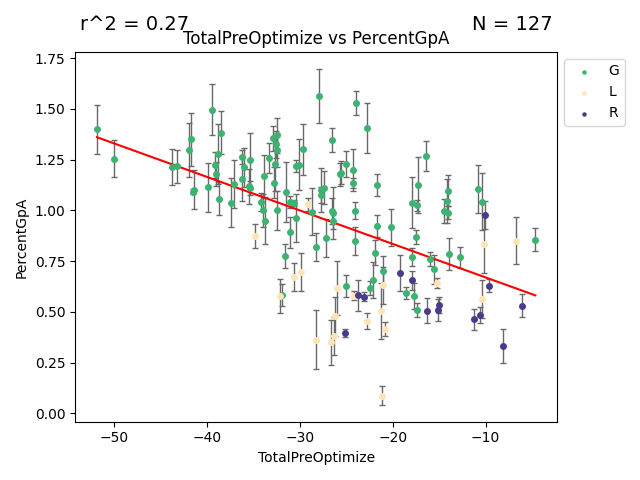 r^2 = 0.27 N = 127
TotalPreOptimize vs PercentGpA
1.75
1.50
1.25
1.00
0.75
0.50
0.25
0.00
PercentGpA
−50 −40 −30 −20 −10
TotalPreOptimize
G
L
R